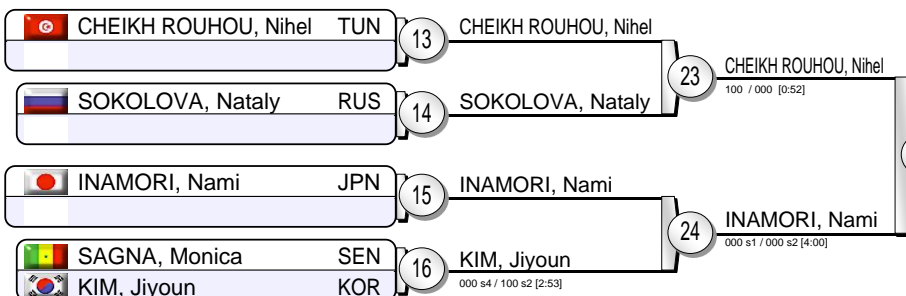 CHEIKH ROUHOU, Nihel TUN
13
CHEIKH ROUHOU, Nihel
SOKOLOVA, Nataly RUS
14
SOKOLOVA, Nataly
23
CHEIKH ROUHOU, Nihel
100 / 000 [0:52]
INAMORI, Nami JPN
15
INAMORI, Nami
SAGNA, Monica SEN
KIM, Jiyoun KOR
16
KIM, Jiyoun
000 s4 / 100 s2 [2:53]
24
INAMORI, Nami
000 s1 / 000 s2 [4:00]